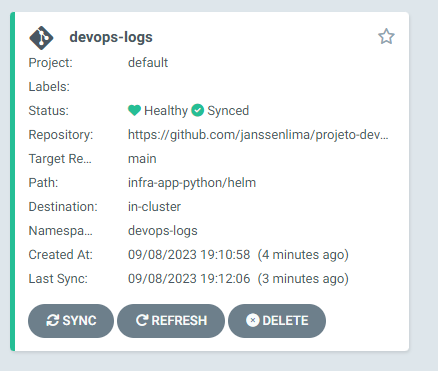 devops-logs
Project: default
Labels:
Status: Healthy Synced
Repository: https://github.com/janssenlima/projeto-dev...
Target Re... main
Path: infra-app-python/helm
Destination: in-cluster
Namespa... devops-logs
Created At: 09/08/2023 19:10:58 (4 minutes ago)
Last Sync: 09/08/2023 19:12:06 (3 minutes ago)
SYNC REFRESH DELETE